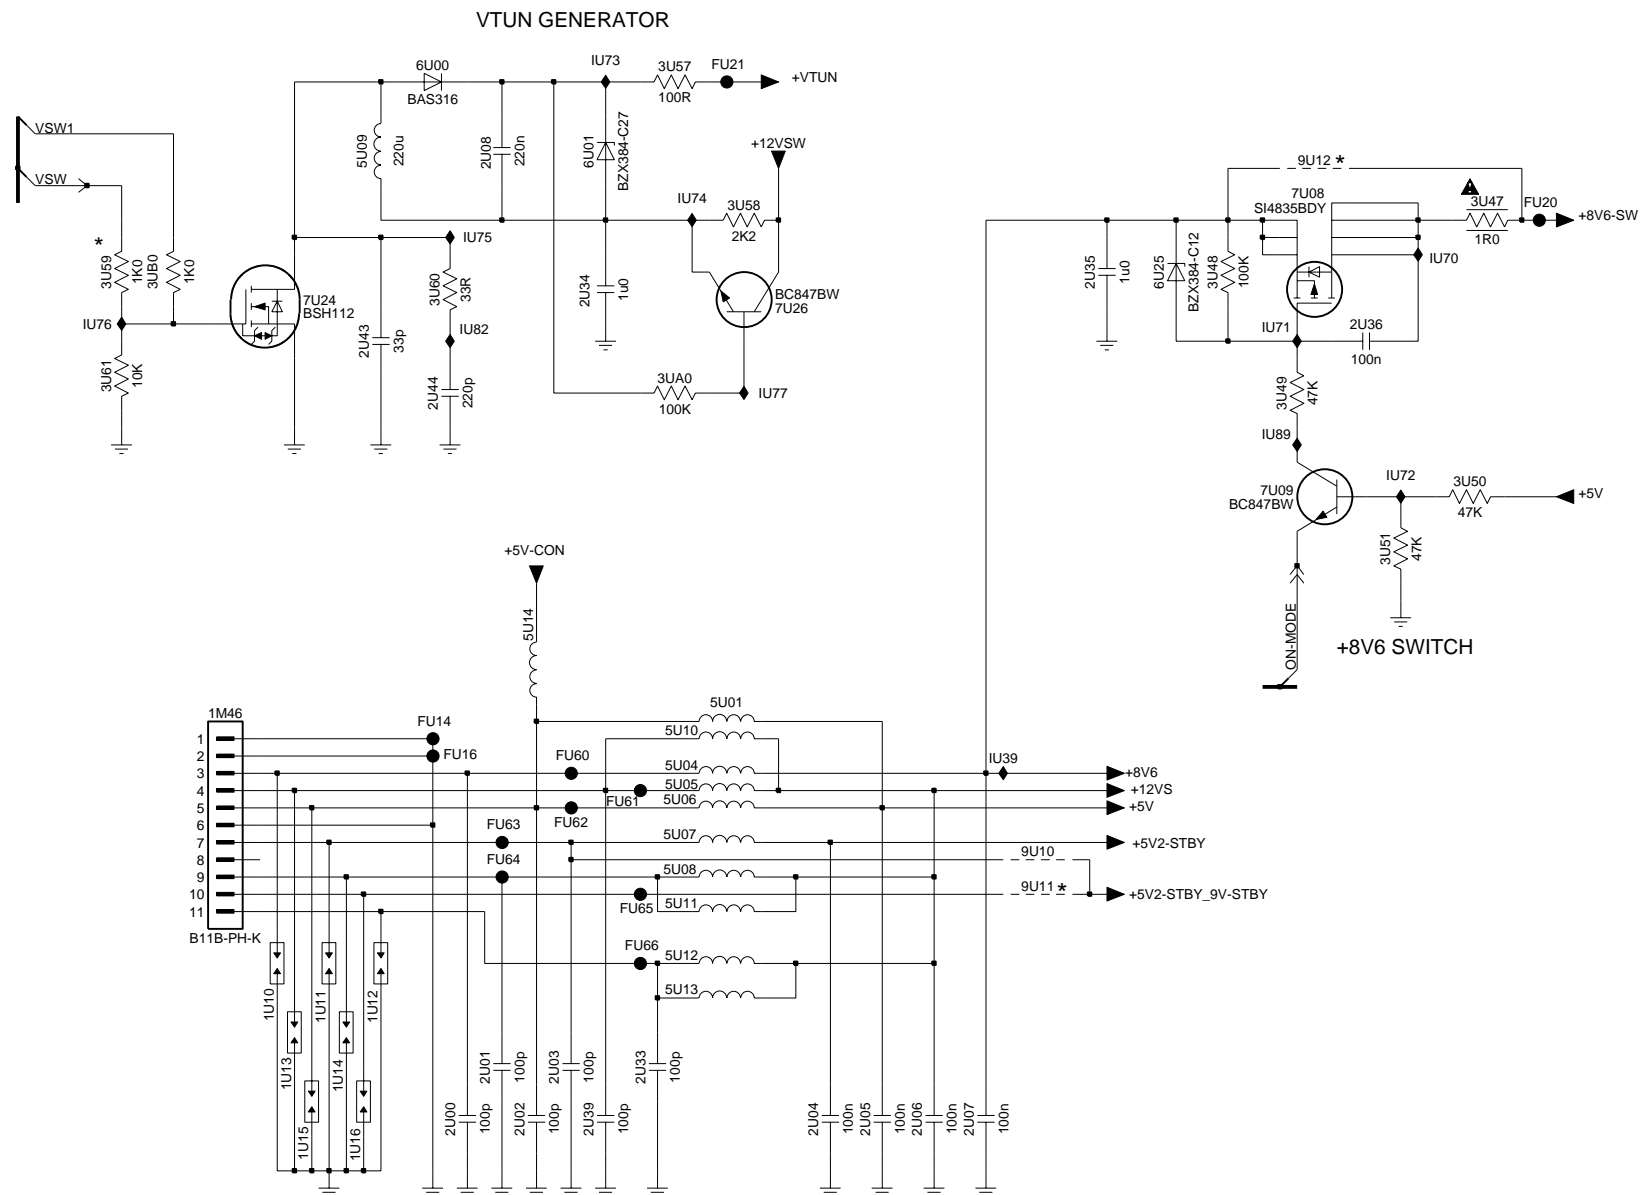 VTUN GENERATOR
6U00
BAS316
IU73
3U57
100R
FU21
+VTUN
VSW1
VSW
5U09
220u
2U08
220n
6U01
BZX384-C27
+12VSW
IU74
3U58
2K2
*
3U59
1K0
3UB0
1K0
IU75
3U60
33R
7U24
BSH112
IU76
2U43
33p
IU82
2U34
1u0
BC847BW
7U26
3U61
10K
2U44
220p
3UA0
100K
IU77
9U12 *
7U08
SI4835BDY
3U47
1R0
FU20
+8V6-SW
2U35
1u0
6U25
BZX384-C12
3U48
100K
IU70
IU71
2U36
100n
3U49
47K
IU89
7U09
BC847BW
IU72
3U50
47K
+5V
3U51
47K
ON-MODE
+8V6 SWITCH
+5V-CON
5U14
1M46
1
2
3
4
5
6
7
8
9
10
11
B11B-PH-K
FU14
FU16
FU60
FU61
FU62
FU63
FU64
FU65
FU66
5U01
5U10
5U04
5U05
5U06
5U07
5U08
5U11
5U12
5U13
IU39
+8V6
+12VS
+5V
+5V2-STBY
9U10
9U11 *
+5V2-STBY_9V-STBY
1U10
1U11
1U12
1U13
1U14
1U15
1U16
2U00
100p
2U01
100p
2U02
100p
2U03
100p
2U39
100p
2U33
100p
2U04
100n
2U05
100n
2U06
100n
2U07
100n